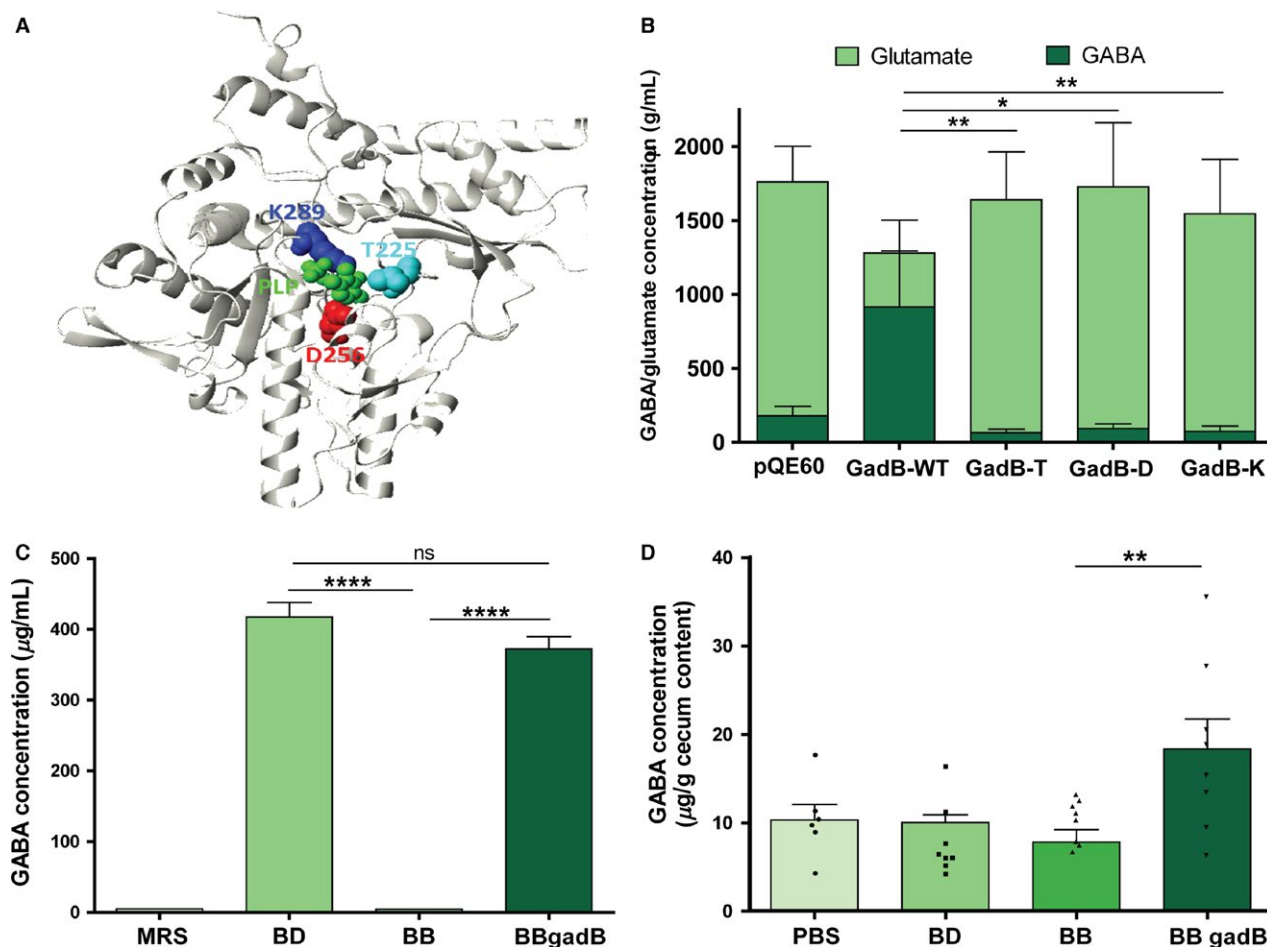 A
K289
T225
PLP
D256
B
Glutamate
GABA
GABA/glutamate concentration (g/mL)
2000
1500
1000
500
0
**
*
**
pQE60
GadB-WT
GadB-T
GadB-D
GadB-K
C
GABA concentration (µg/mL)
500
400
300
200
100
0
ns
****
****
MRS
BD
BB
BBgadB
D
GABA concentration
(µg/g cecum content)
40
30
20
10
0
**
PBS
BD
BB
BB gadB